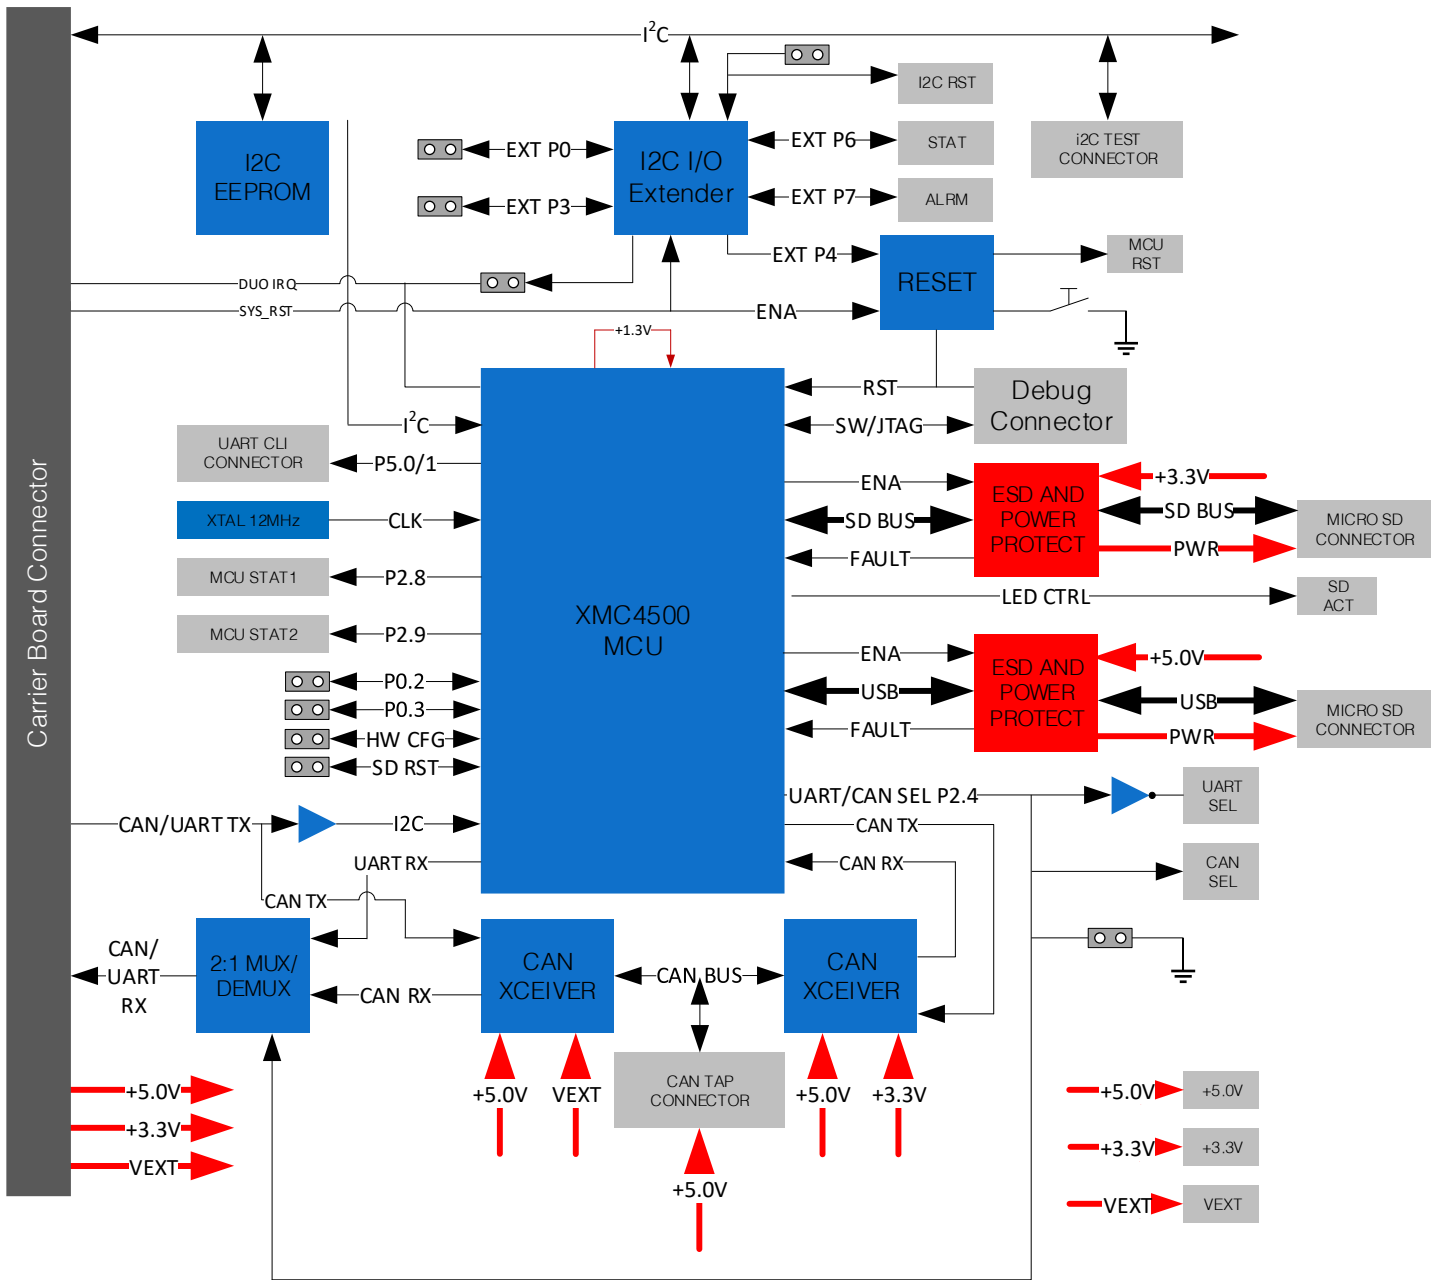 I²C
I2C RST
I2C
EEPROM
EXT P0
I2C I/O
Extender
EXT P6
STAT
i2C TEST
CONNECTOR
EXT P3
EXT P7
ALRM
EXT P4
RESET
MCU
RST
DUO IRQ
SYS_RST
ENA
+1.3V
RST
Debug
Connector
I²C
SW/JTAG
UART CLI
CONNECTOR
P5.0/1
ENA
ESD AND
POWER
PROTECT
+3.3V
XTAL 12MHz
CLK
SD BUS
SD BUS
MICRO SD
CONNECTOR
FAULT
PWR
MCU STAT1
P2.8
LED CTRL
SD
ACT
XMC4500
MCU
MCU STAT2
P2.9
ENA
ESD AND
POWER
PROTECT
+5.0V
P0.2
USB
USB
MICRO SD
CONNECTOR
P0.3
HW CFG
FAULT
PWR
SD RST
Carrier Board Connector
UART/CAN SEL P2.4
UART
SEL
CAN/UART TX
I2C
CAN TX
UART RX
CAN RX
CAN
SEL
CAN TX
CAN/
UART
RX
2:1 MUX/
DEMUX
CAN RX
CAN
XCEIVER
CAN BUS
CAN
XCEIVER
+5.0V
+3.3V
VEXT
+5.0V
VEXT
CAN TAP
CONNECTOR
+5.0V
+3.3V
+5.0V
+5.0V
+5.0V
+3.3V
+3.3V
VEXT
VEXT